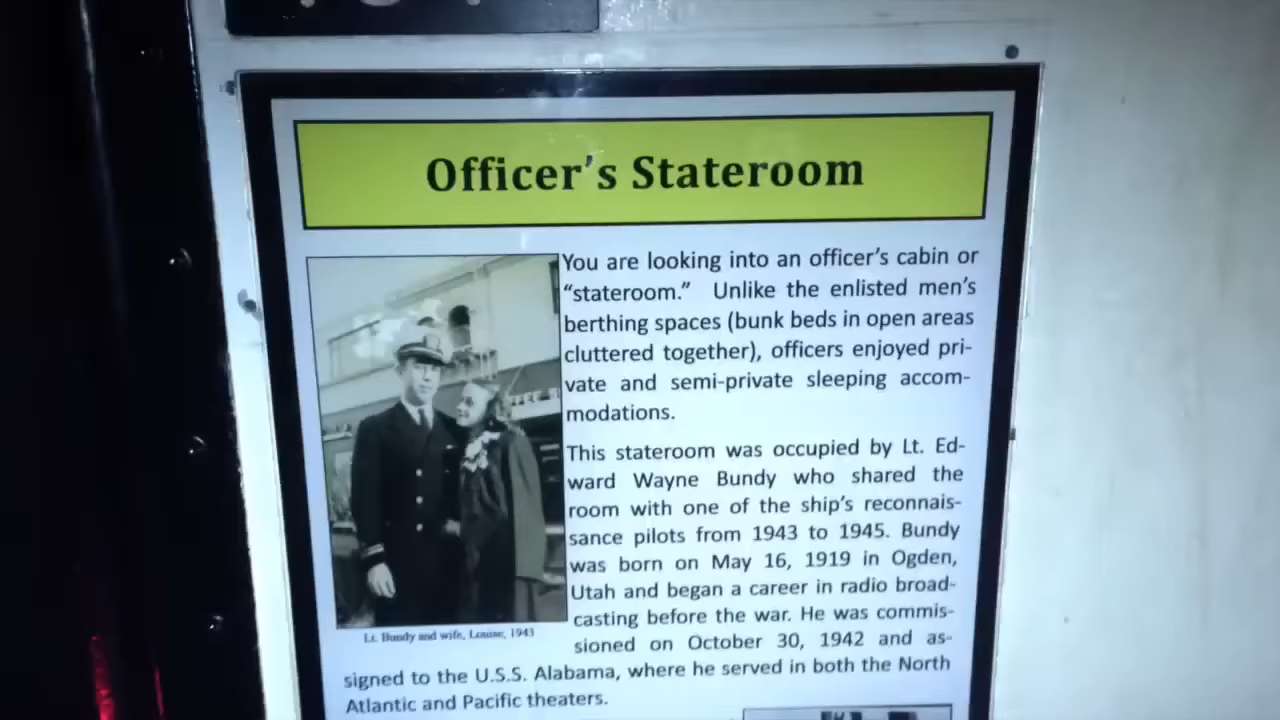 Officer's Stateroom
You are looking into an officer's cabin or
“stateroom.” Unlike the enlisted men's
berthing spaces (bunk beds in open areas
cluttered together), officers enjoyed pri-
vate and semi-private sleeping accom-
modations.
This stateroom was occupied by Lt. Ed-
ward Wayne Bundy who shared the
room with one of the ship's reconnais-
sance pilots from 1943 to 1945. Bundy
was born on May 16, 1919 in Ogden,
Utah and began a career in radio broad-
casting before the war. He was commis-
sioned on October 30, 1942 and as-
signed to the U.S.S. Alabama, where he served in both the North
Atlantic and Pacific theaters.
Lt. Bundy and wife, Louise, 1943